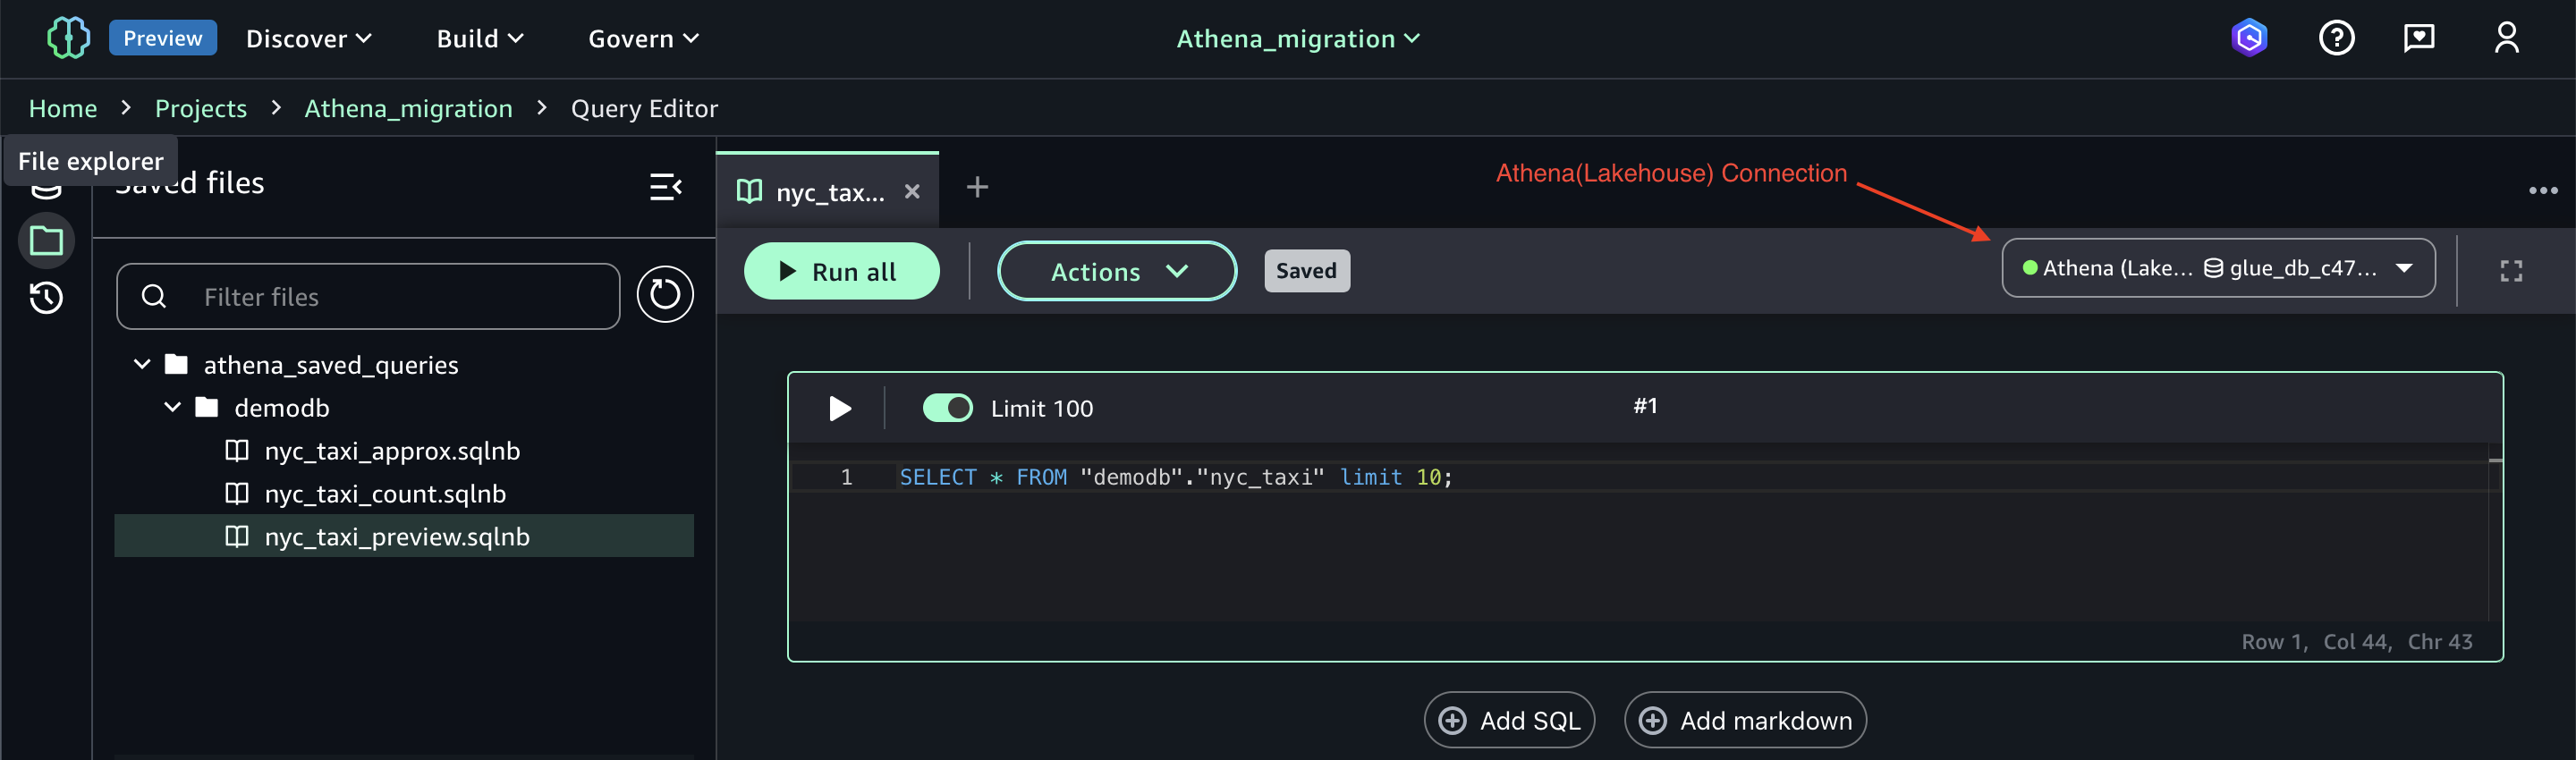 Preview Discover Build Govern Athena_migration
Home > Projects > Athena_migration > Query Editor
File explorer
Saved files
Filter files
athena_saved_queries
demodb
nyc_taxi_approx.sqlnb
nyc_taxi_count.sqlnb
nyc_taxi_preview.sqlnb
nyc_tax...
Athena(Lakehouse) Connection
Run all Actions Saved Athena (Lake... glue_db_c47...
Limit 100 #1
1 SELECT * FROM "demodb"."nyc_taxi" limit 10;
Row 1, Col 44, Chr 43
Add SQL Add markdown